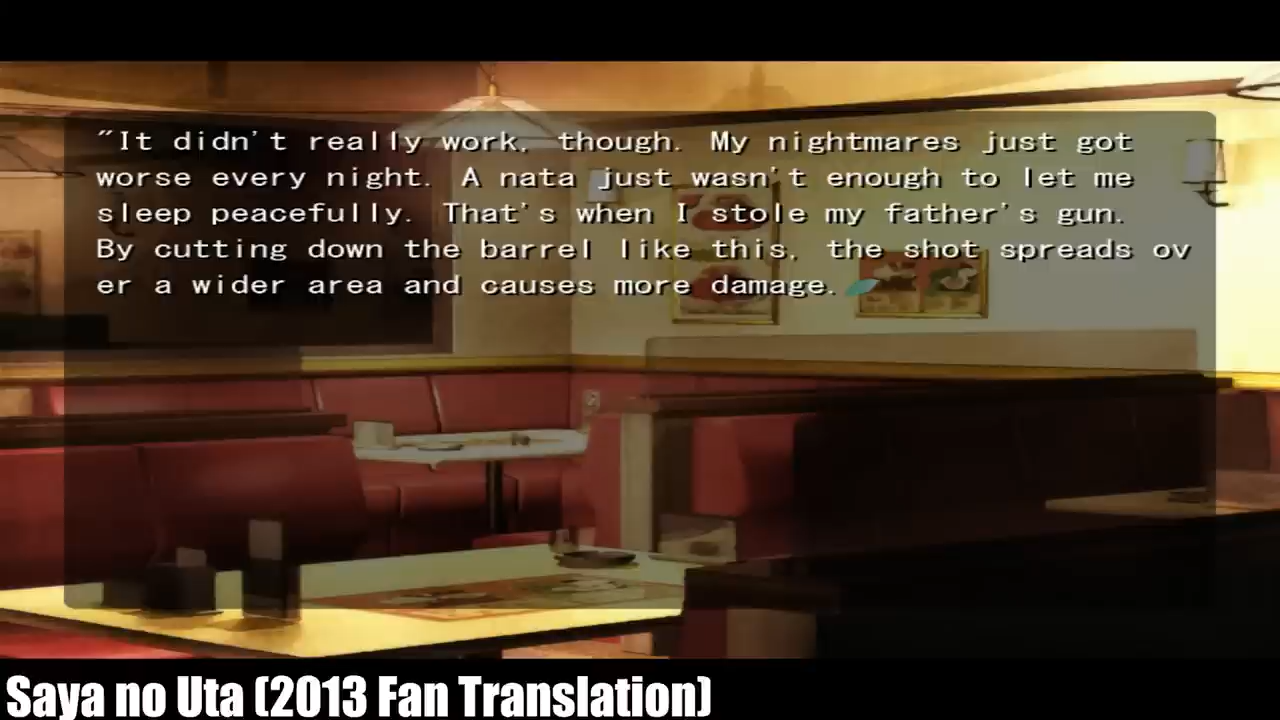 "It didn't really work, though. My nightmares just got
worse every night. A nata just wasn't enough to let me
sleep peacefully. That's when I stole my father's gun.
By cutting down the barrel like this, the shot spreads ov
er a wider area and causes more damage.
Saya no Uta (2013 Fan Translation)